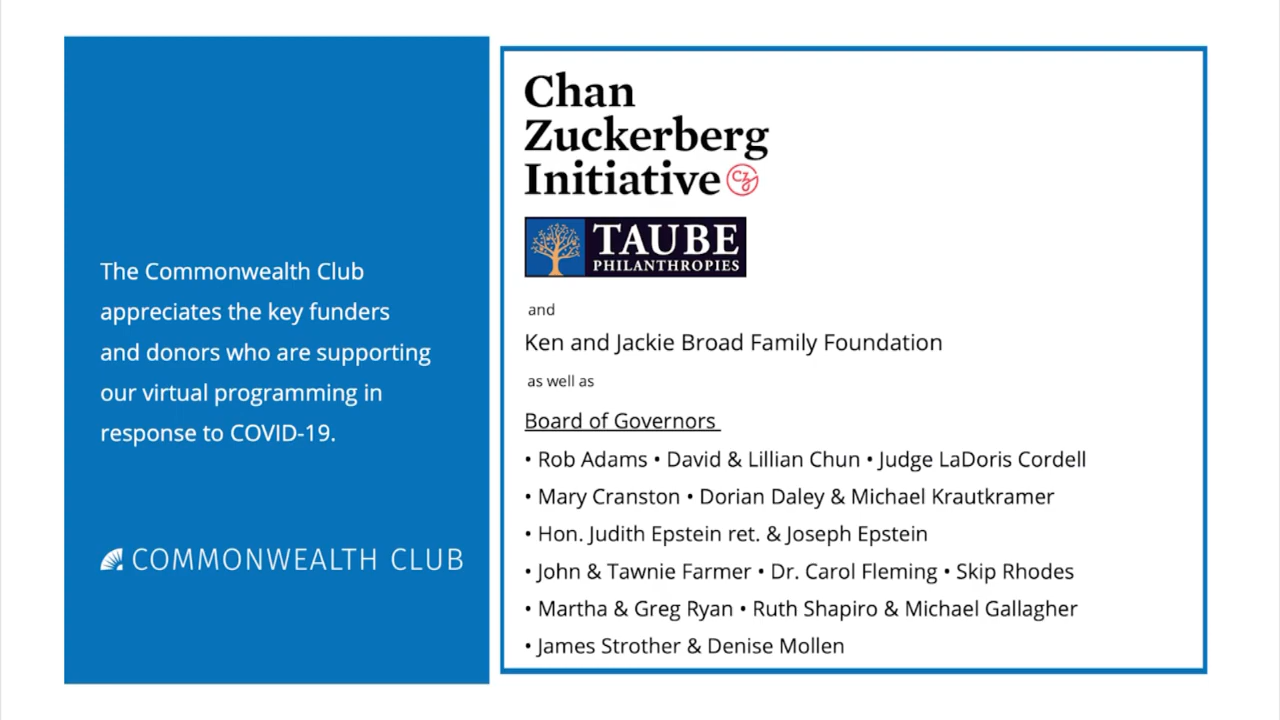 The Commonwealth Club
appreciates the key funders
and donors who are supporting
our virtual programming in
response to COVID-19.
COMMONWEALTH CLUB
Chan
Zuckerberg
Initiative CZ
TAUBE
PHILANTHROPIES
and
Ken and Jackie Broad Family Foundation
as well as
Board of Governors
• Rob Adams • David & Lillian Chun • Judge LaDoris Cordell
• Mary Cranston • Dorian Daley & Michael Krautkramer
• Hon. Judith Epstein ret. & Joseph Epstein
• John & Tawnie Farmer • Dr. Carol Fleming • Skip Rhodes
• Martha & Greg Ryan • Ruth Shapiro & Michael Gallagher
• James Strother & Denise Mollen